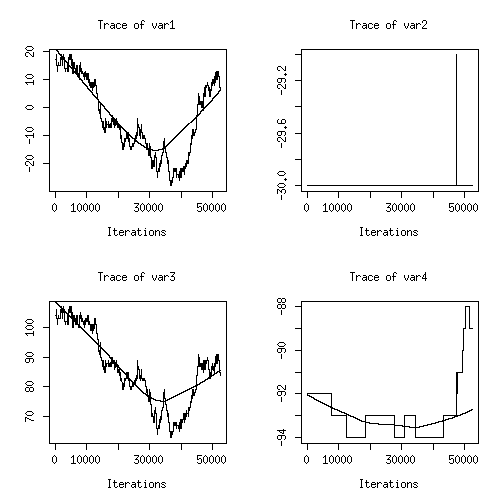 Trace of var1
20
10
0
-10
-20
0 10000 30000 50000
Iterations
Trace of var2
-29.2
-29.6
-30.0
0 10000 30000 50000
Iterations
Trace of var3
100
90
80
70
0 10000 30000 50000
Iterations
Trace of var4
-88
-90
-92
-94
0 10000 30000 50000
Iterations